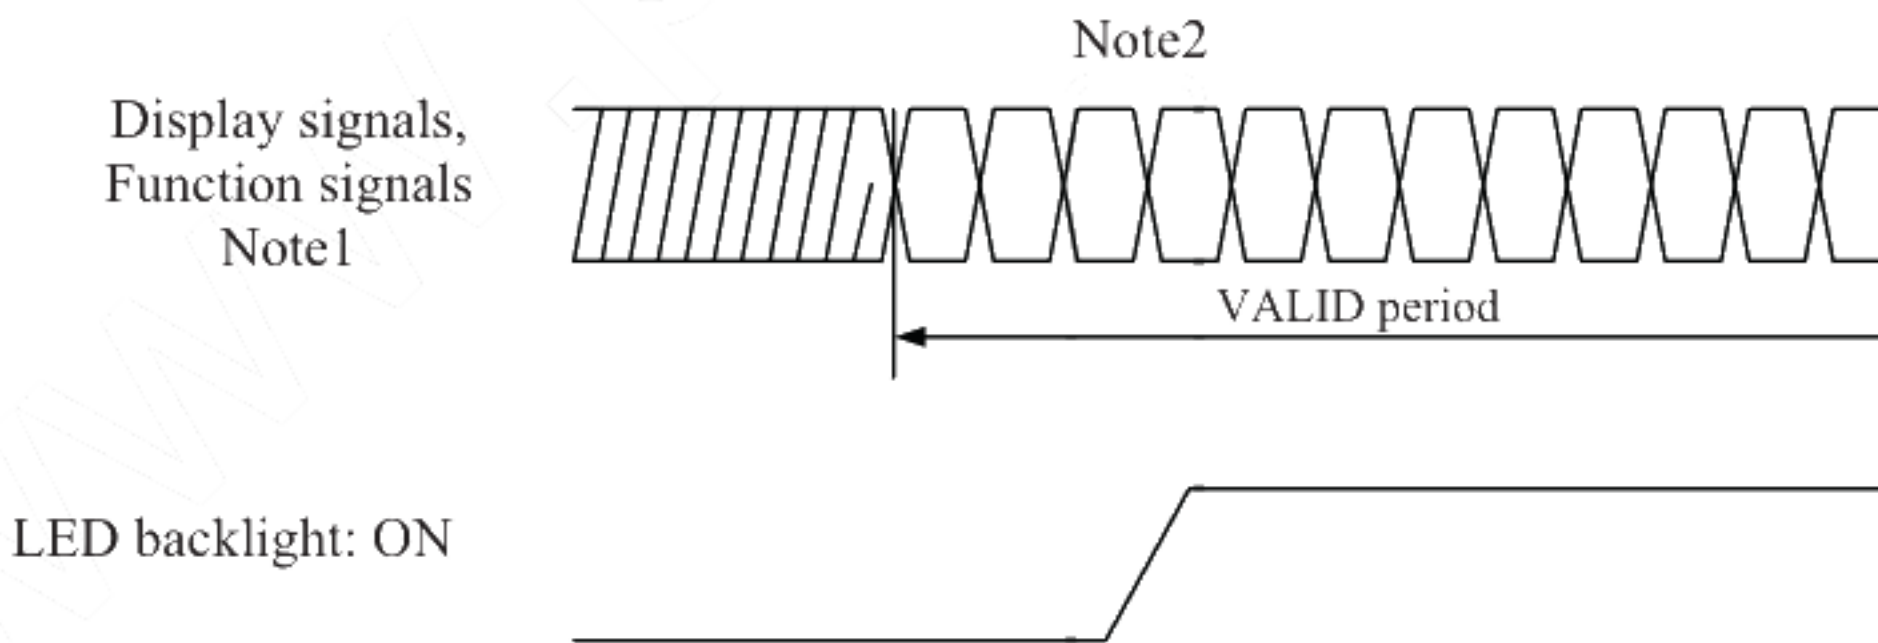 Note2
Display signals,
Function signals
Note1
VALID period
LED backlight: ON